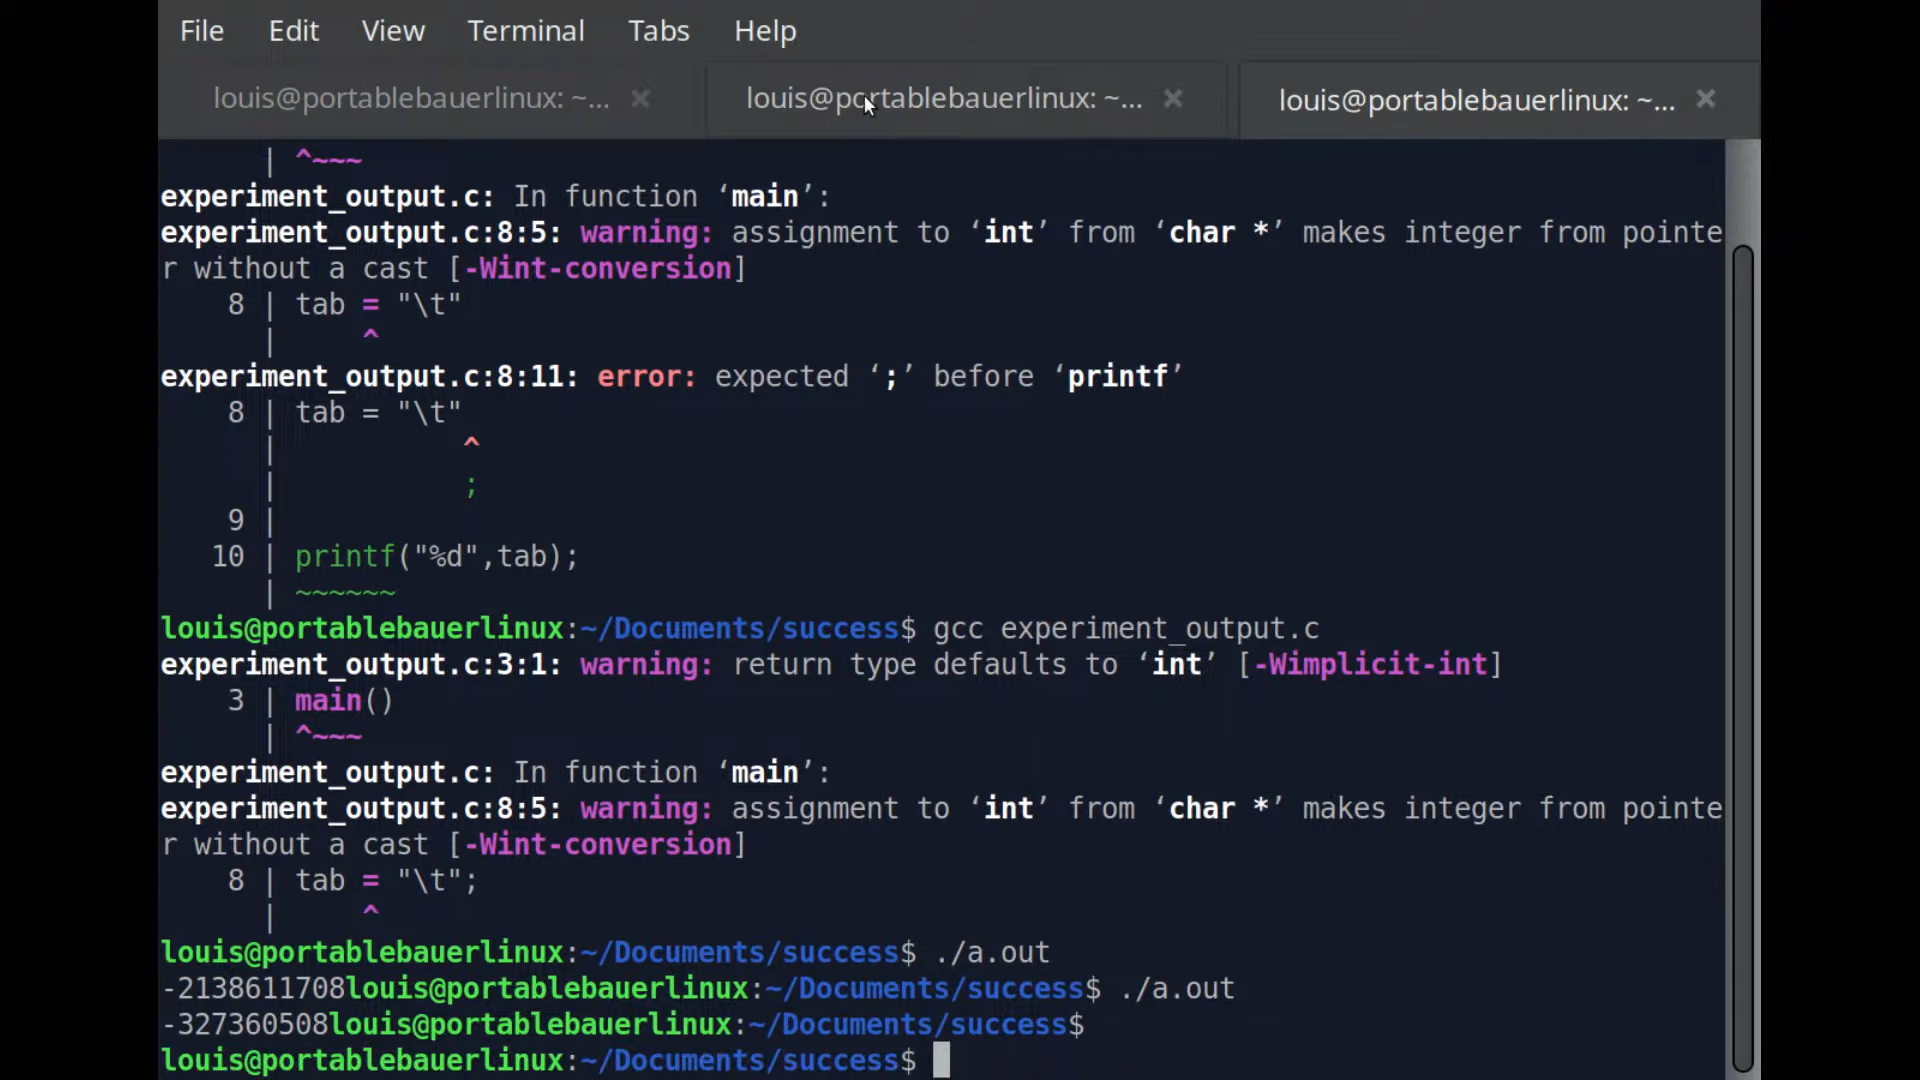 File Edit View Terminal Tabs Help
louis@portablebauerlinux: ~... × louis@portablebauerlinux: ~... × louis@portablebauerlinux: ~... ×
| ^~~~
experiment_output.c: In function ‘main’:
experiment_output.c:8:5: warning: assignment to ‘int’ from ‘char *’ makes integer from pointe
r without a cast [-Wint-conversion]
8 | tab = "\t"
| ^
experiment_output.c:8:11: error: expected ‘;’ before ‘printf’
8 | tab = "\t"
| ^
| ;
9 |
10 | printf("%d",tab);
| ~~~~~~
louis@portablebauerlinux:~/Documents/success$ gcc experiment_output.c
experiment_output.c:3:1: warning: return type defaults to ‘int’ [-Wimplicit-int]
3 | main()
| ^~~~
experiment_output.c: In function ‘main’:
experiment_output.c:8:5: warning: assignment to ‘int’ from ‘char *’ makes integer from pointe
r without a cast [-Wint-conversion]
8 | tab = "\t";
| ^
louis@portablebauerlinux:~/Documents/success$ ./a.out
-2138611708louis@portablebauerlinux:~/Documents/success$ ./a.out
-327360508louis@portablebauerlinux:~/Documents/success$
louis@portablebauerlinux:~/Documents/success$